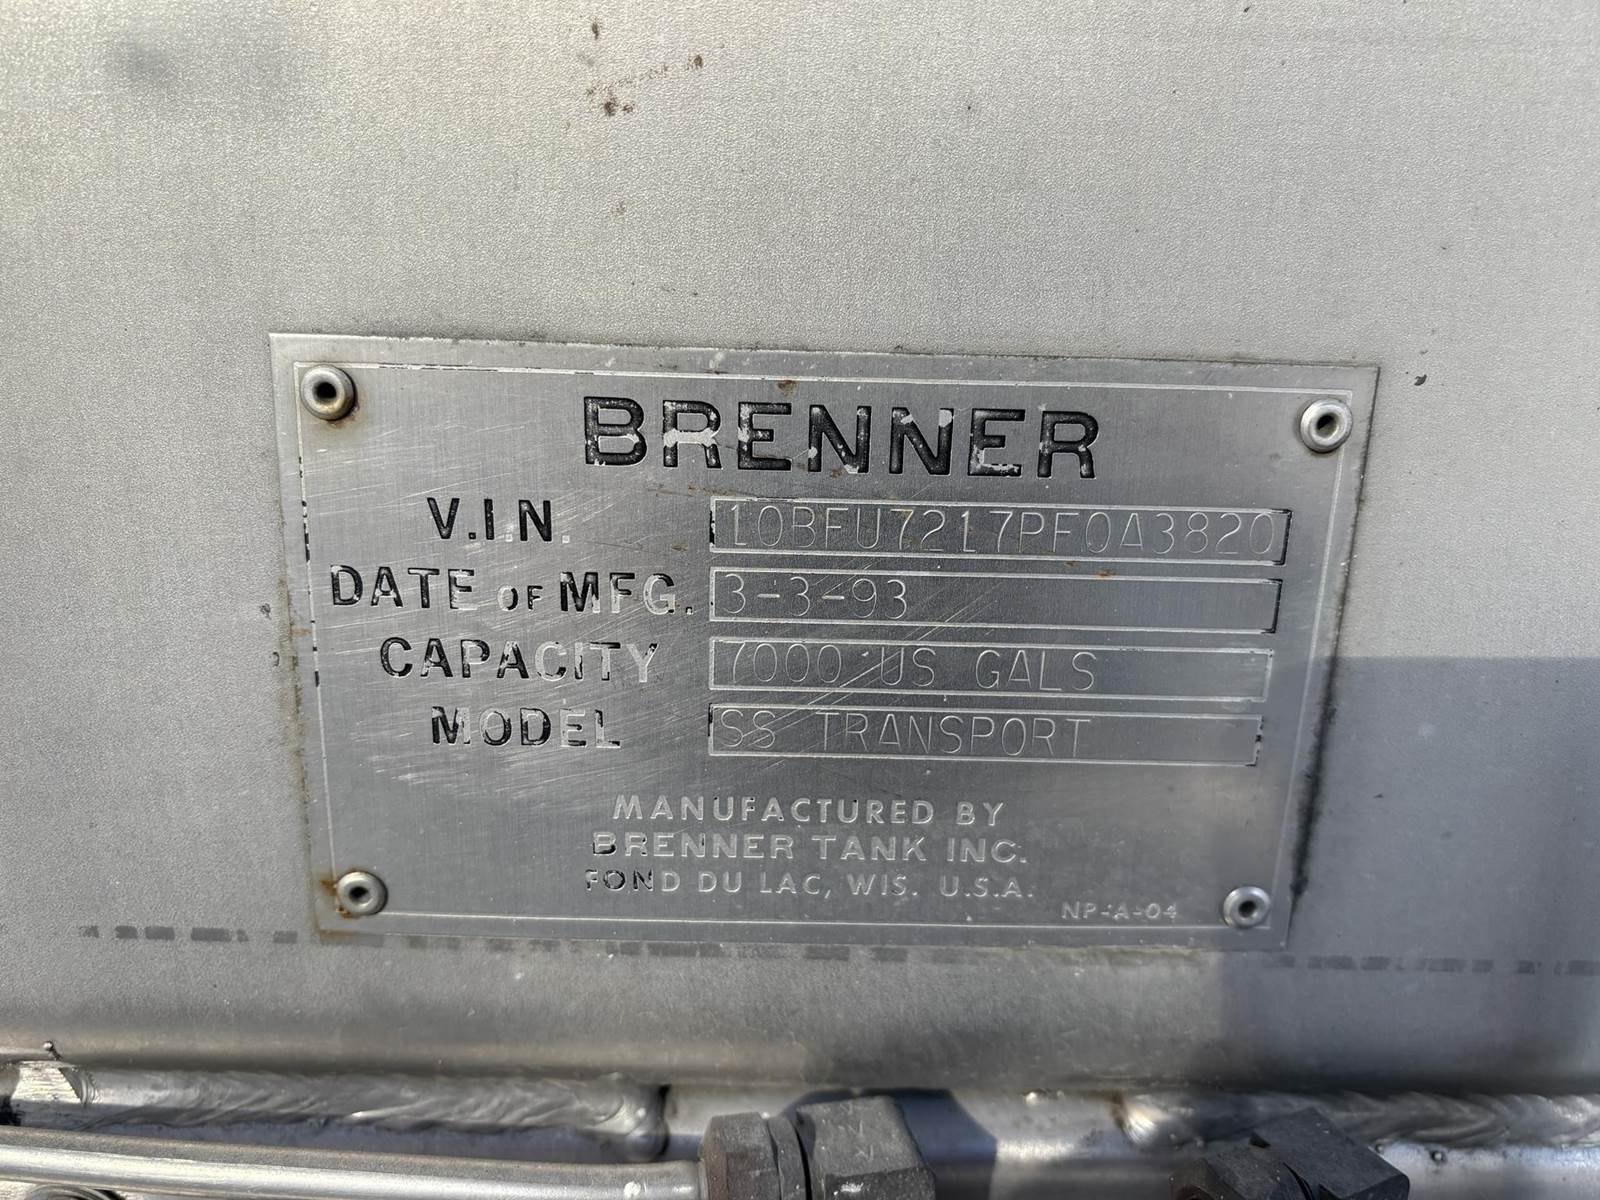 BRENNER
V.I.N. 10BFU7217PF0A3820
DATE OF MFG. 3-3-93
CAPACITY 7000 US GALS
MODEL SS TRANSPORT
MANUFACTURED BY
BRENNER TANK INC.
FOND DU LAC, WIS. U.S.A.
NP-A-04